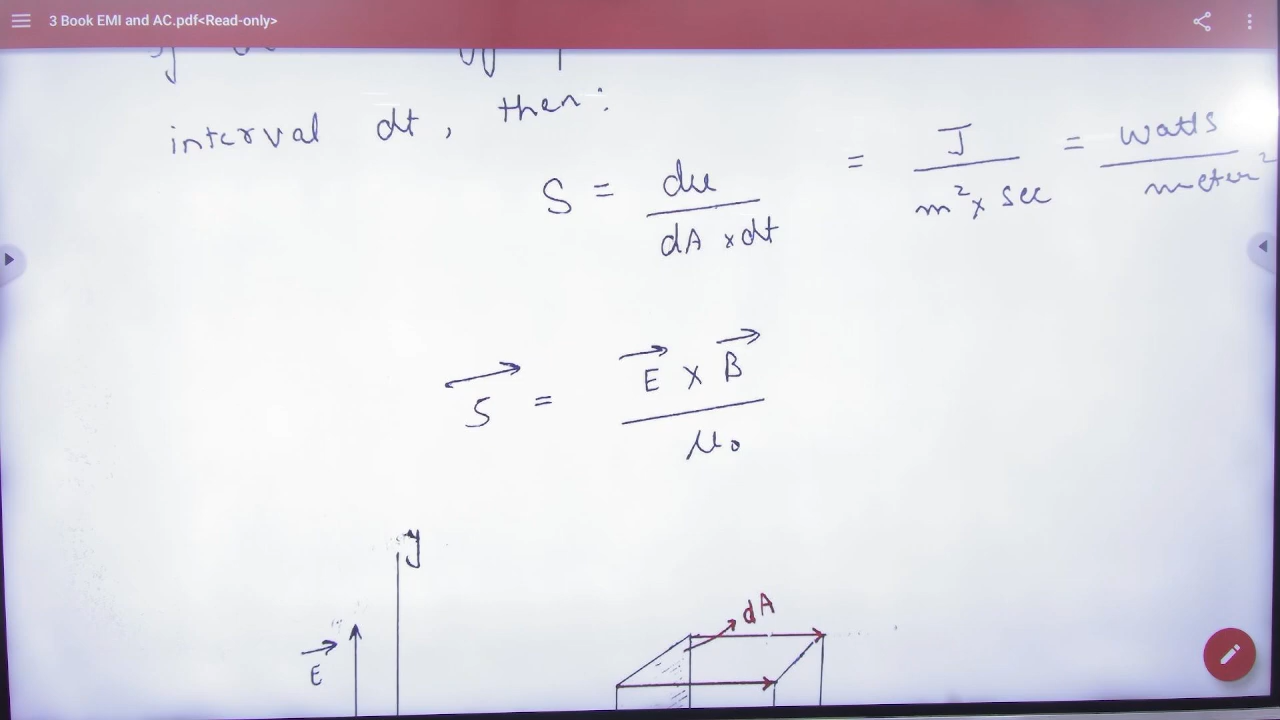 3 Book EMI and AC.pdf<Read-only>
interval dt, then:
S = du / dA × dt = J / m² × sec = watts / meter²
S⃗ = E⃗ × B⃗ / μ₀
y
dA
E⃗